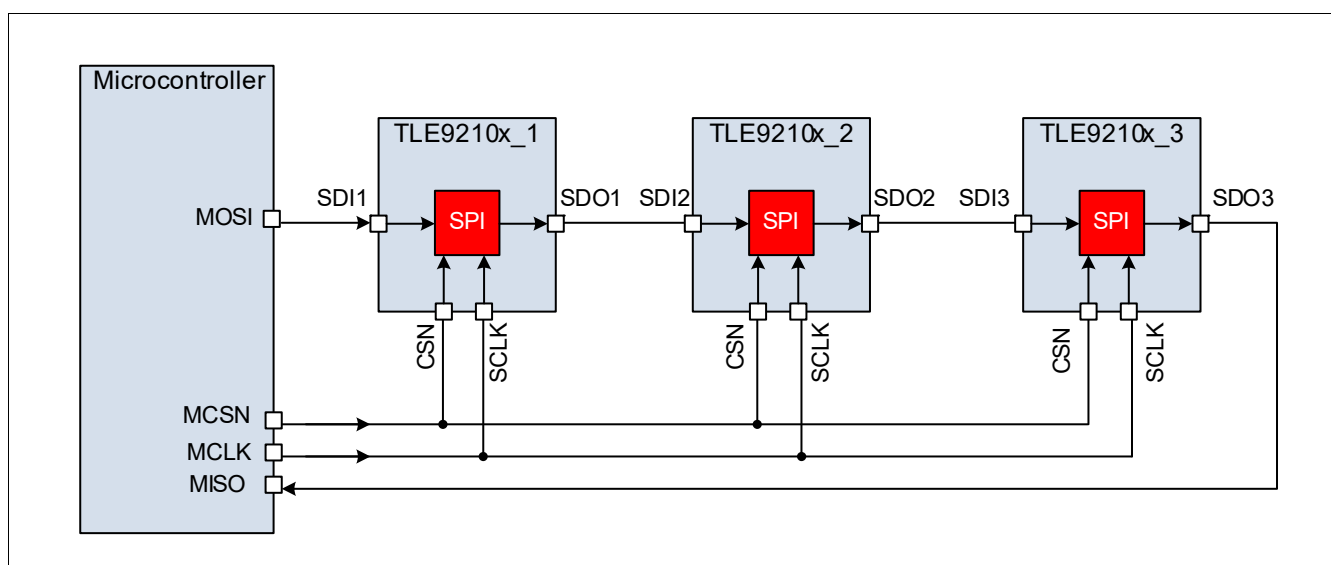 Microcontroller
TLE9210x_1
TLE9210x_2
TLE9210x_3
MOSI
SDI1
SPI
SDO1
SDI2
SPI
SDO2
SDI3
SPI
SDO3
CSN
SCLK
CSN
SCLK
CSN
SCLK
MCSN
MCLK
MISO